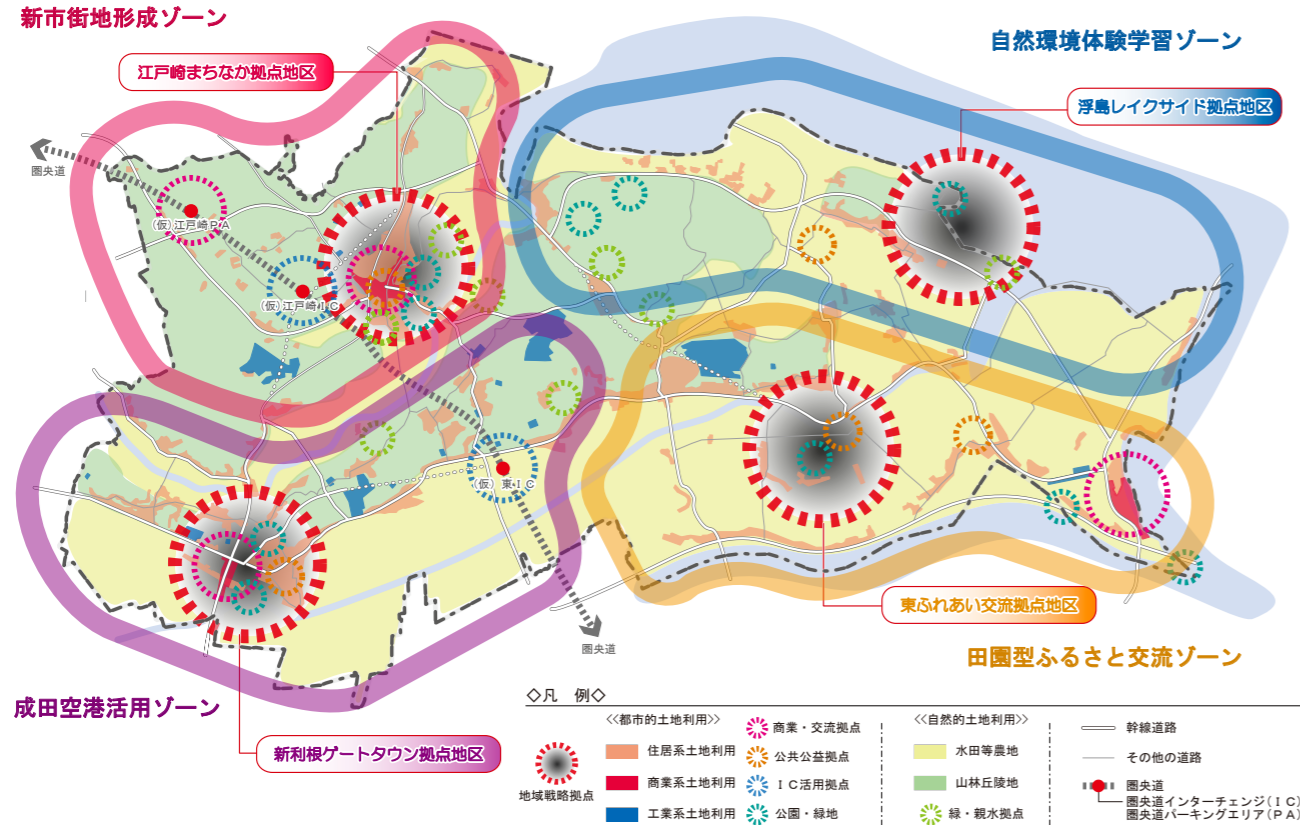 新市街地形成ゾーン
自然環境体験学習ゾーン
江戸崎まちなか拠点地区
浮島レイクサイド拠点地区
圏央道
(仮)江戸崎PA
(仮)江戸崎IC
(仮)東IC
東ふれあい交流拠点地区
圏央道
田園型ふるさと交流ゾーン
成田空港活用ゾーン
新利根ゲートタウン拠点地区
◇凡 例◇
地域戦略拠点
<<都市的土地利用>>
住居系土地利用
商業系土地利用
工業系土地利用
商業・交流拠点
公共公益拠点
IC活用拠点
公園・緑地
<<自然的土地利用>>
水田等農地
山林丘陵地
緑・親水拠点
幹線道路
その他の道路
圏央道
圏央道インターチェンジ(IC)
圏央道パーキングエリア(PA)